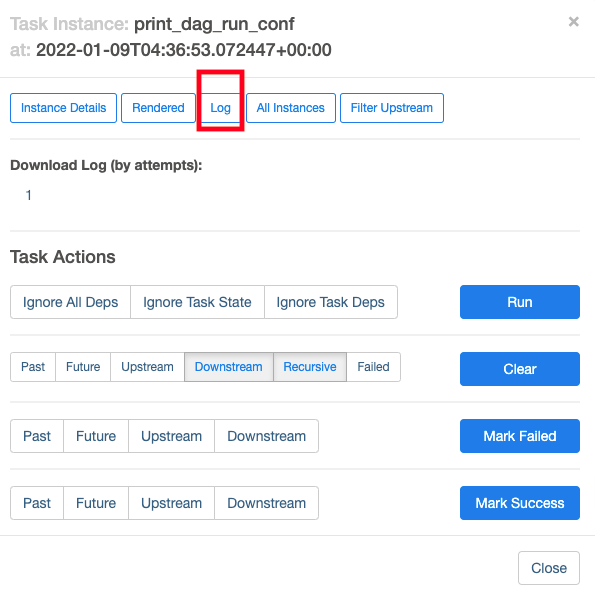 Task Instance: print_dag_run_conf ×
at: 2022-01-09T04:36:53.072447+00:00
Instance Details Rendered Log All Instances Filter Upstream
Download Log (by attempts):
1
Task Actions
Ignore All Deps Ignore Task State Ignore Task Deps Run
Past Future Upstream Downstream Recursive Failed Clear
Past Future Upstream Downstream Mark Failed
Past Future Upstream Downstream Mark Success
Close